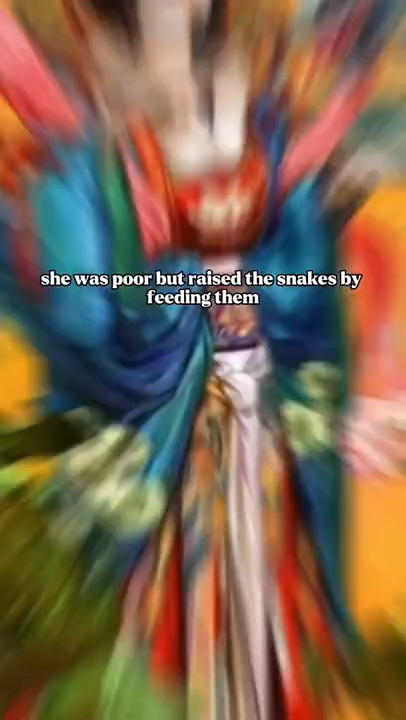 she was poor but raised the snakes by
feeding them